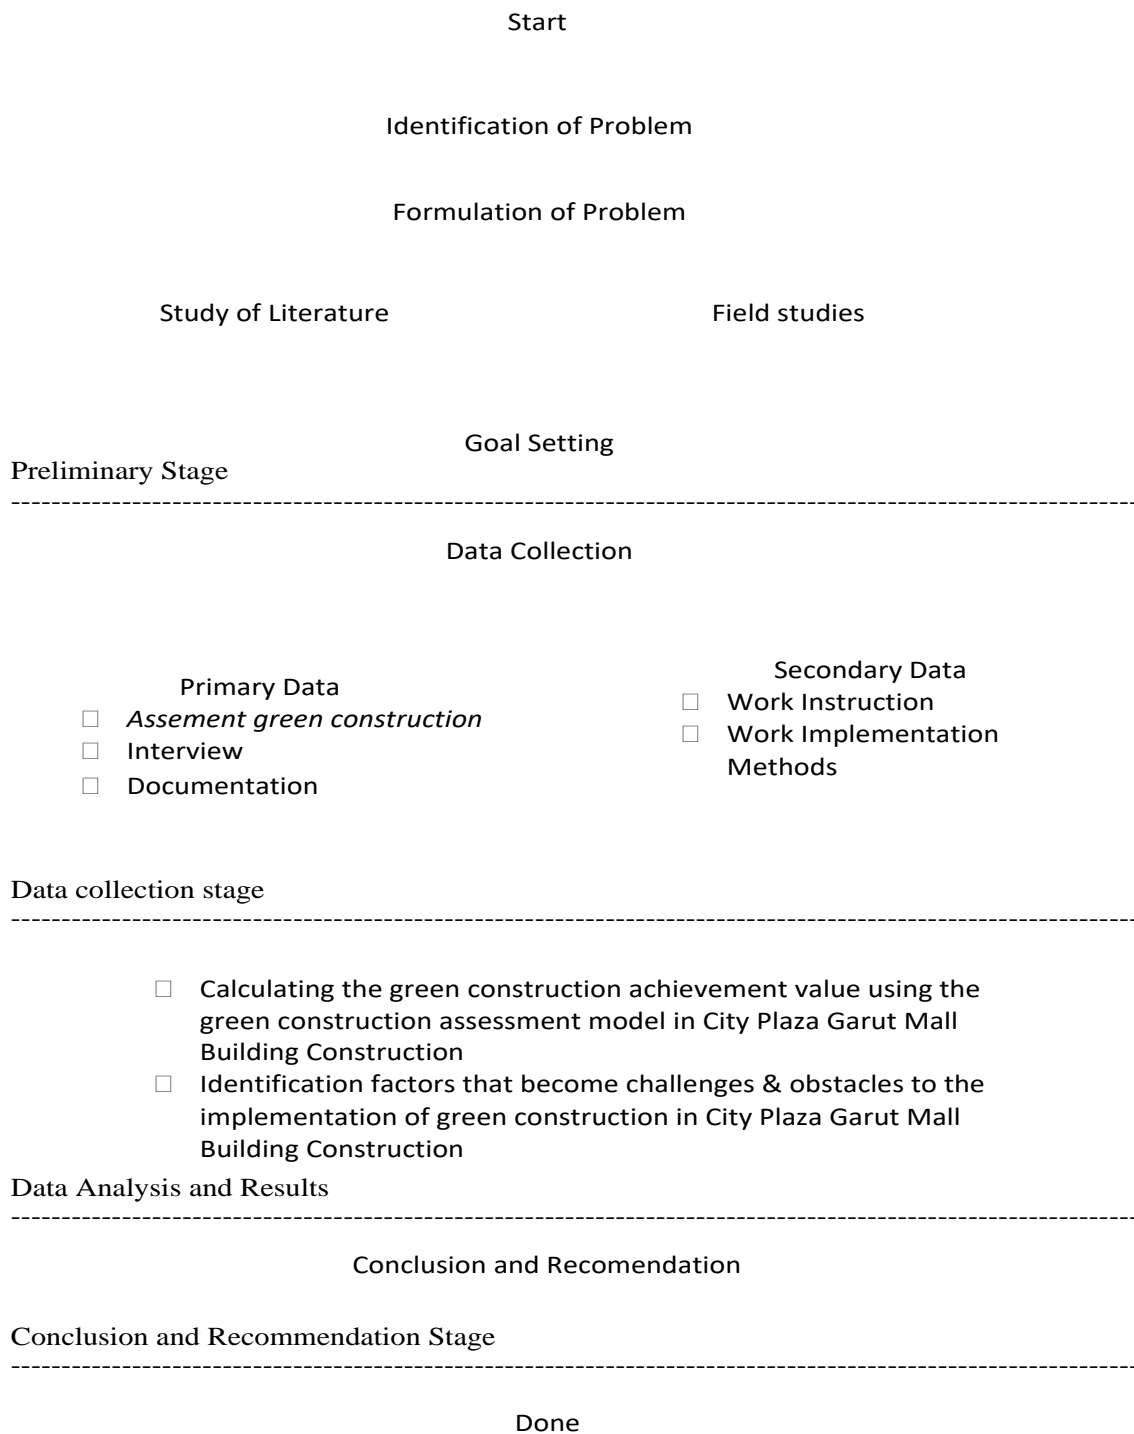 Start
Identification of Problem
Formulation of Problem
Study of Literature
Field studies
Goal Setting
Preliminary Stage
Data Collection
Primary Data
Assement green construction
Interview
Documentation
Secondary Data
Work Instruction
Work Implementation
Methods
Data collection stage
Calculating the green construction achievement value using the
green construction assessment model in City Plaza Garut Mall
Building Construction
Identification factors that become challenges & obstacles to the
implementation of green construction in City Plaza Garut Mall
Building Construction
Data Analysis and Results
Conclusion and Recomendation
Conclusion and Recommendation Stage
Done